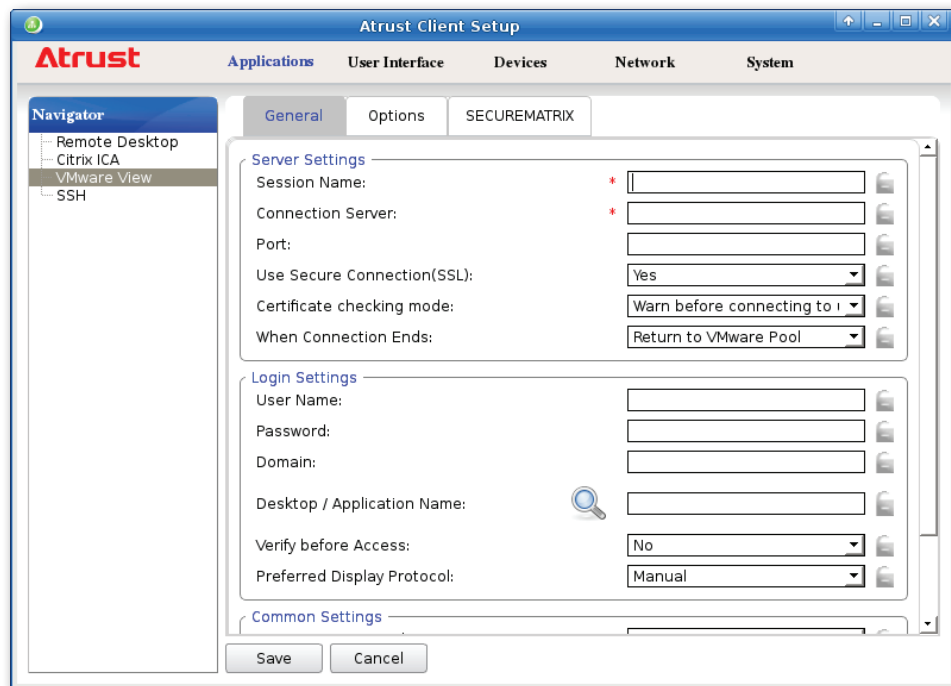 Atrust Client Setup
Atrust
Applications User Interface Devices Network System
Navigator
Remote Desktop
Citrix ICA
VMware View
SSH
General Options SECUREMATRIX
Server Settings
Session Name: *
Connection Server: *
Port:
Use Secure Connection(SSL): Yes
Certificate checking mode: Warn before connecting to
When Connection Ends: Return to VMware Pool
Login Settings
User Name:
Password:
Domain:
Desktop / Application Name:
Verify before Access: No
Preferred Display Protocol: Manual
Common Settings
Save Cancel